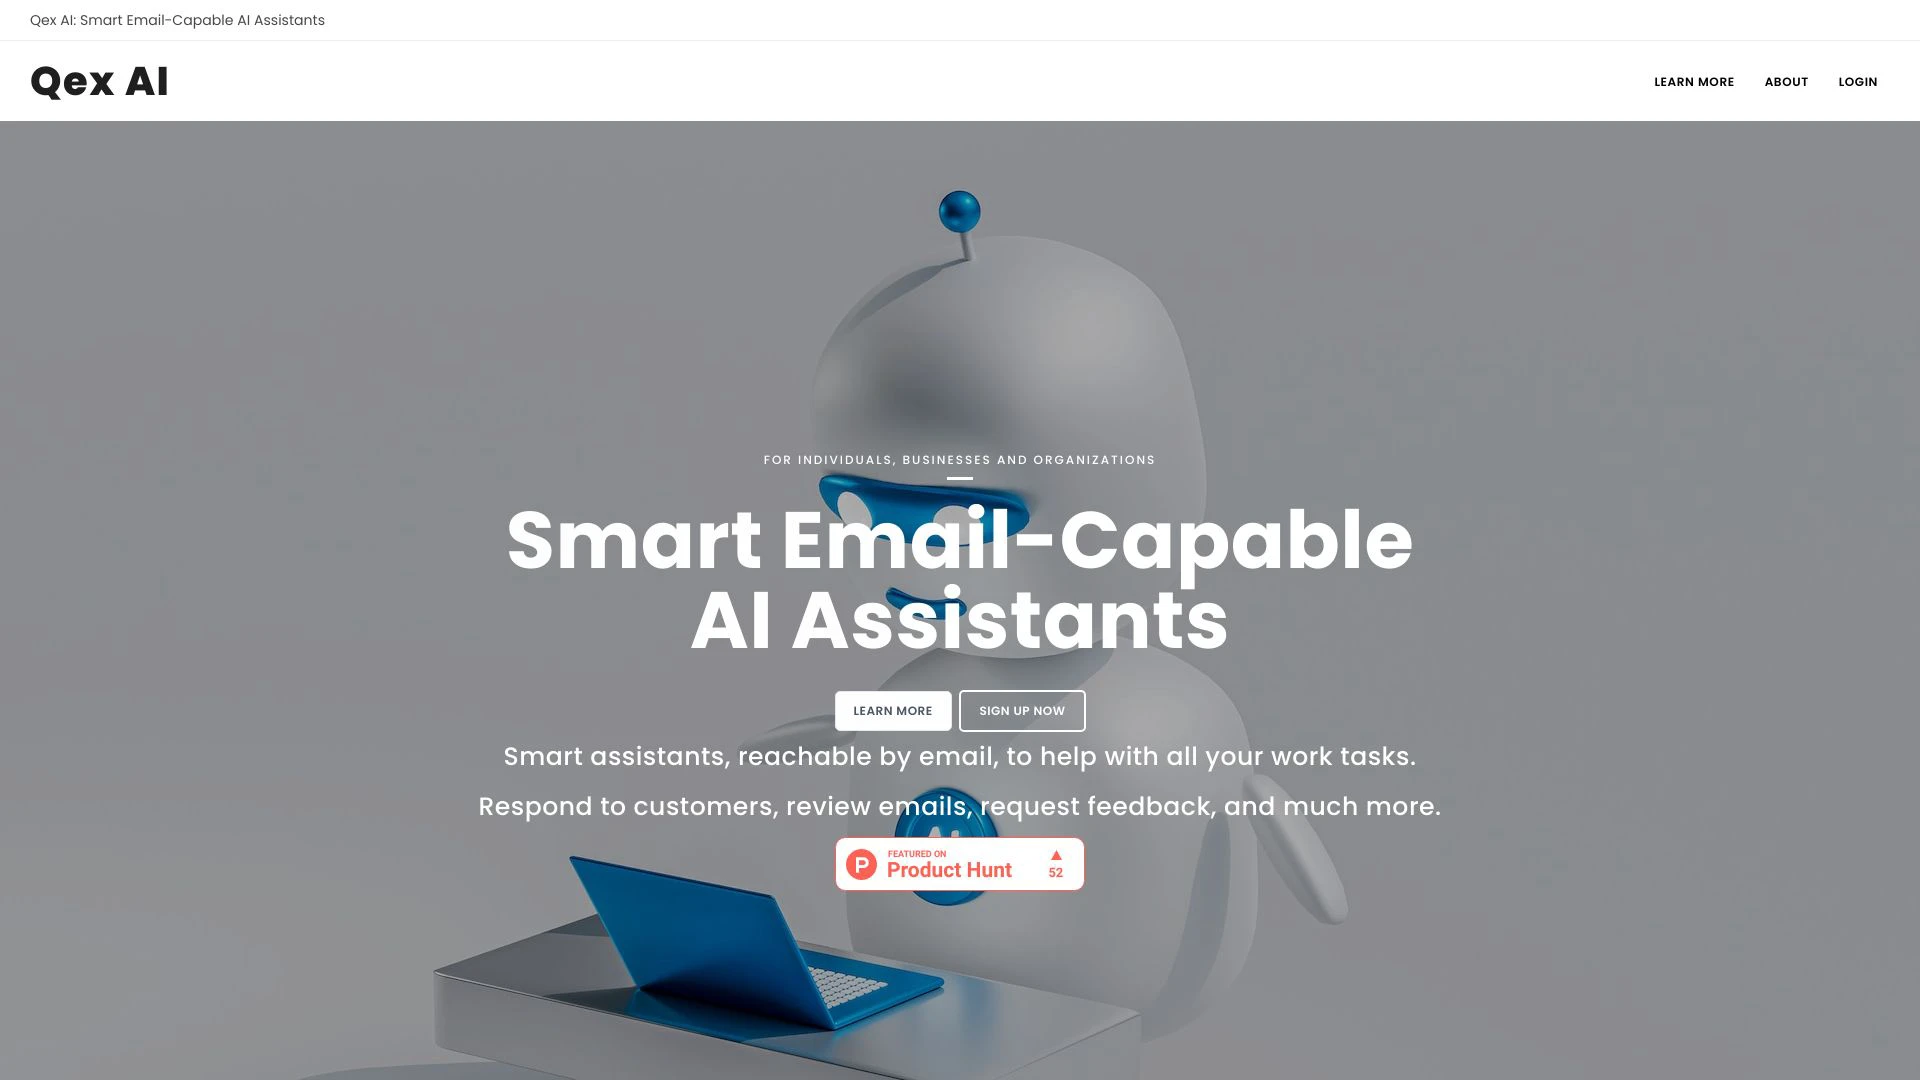 Qex AI: Smart Email-Capable AI Assistants
Qex AI
LEARN MORE
ABOUT
LOGIN
FOR INDIVIDUALS, BUSINESSES AND ORGANIZATIONS
Smart Email-Capable
AI Assistants
LEARN MORE
SIGN UP NOW
Smart assistants, reachable by email, to help with all your work tasks.
Respond to customers, review emails, request feedback, and much more.
P
FEATURED ON
Product Hunt
▲
52